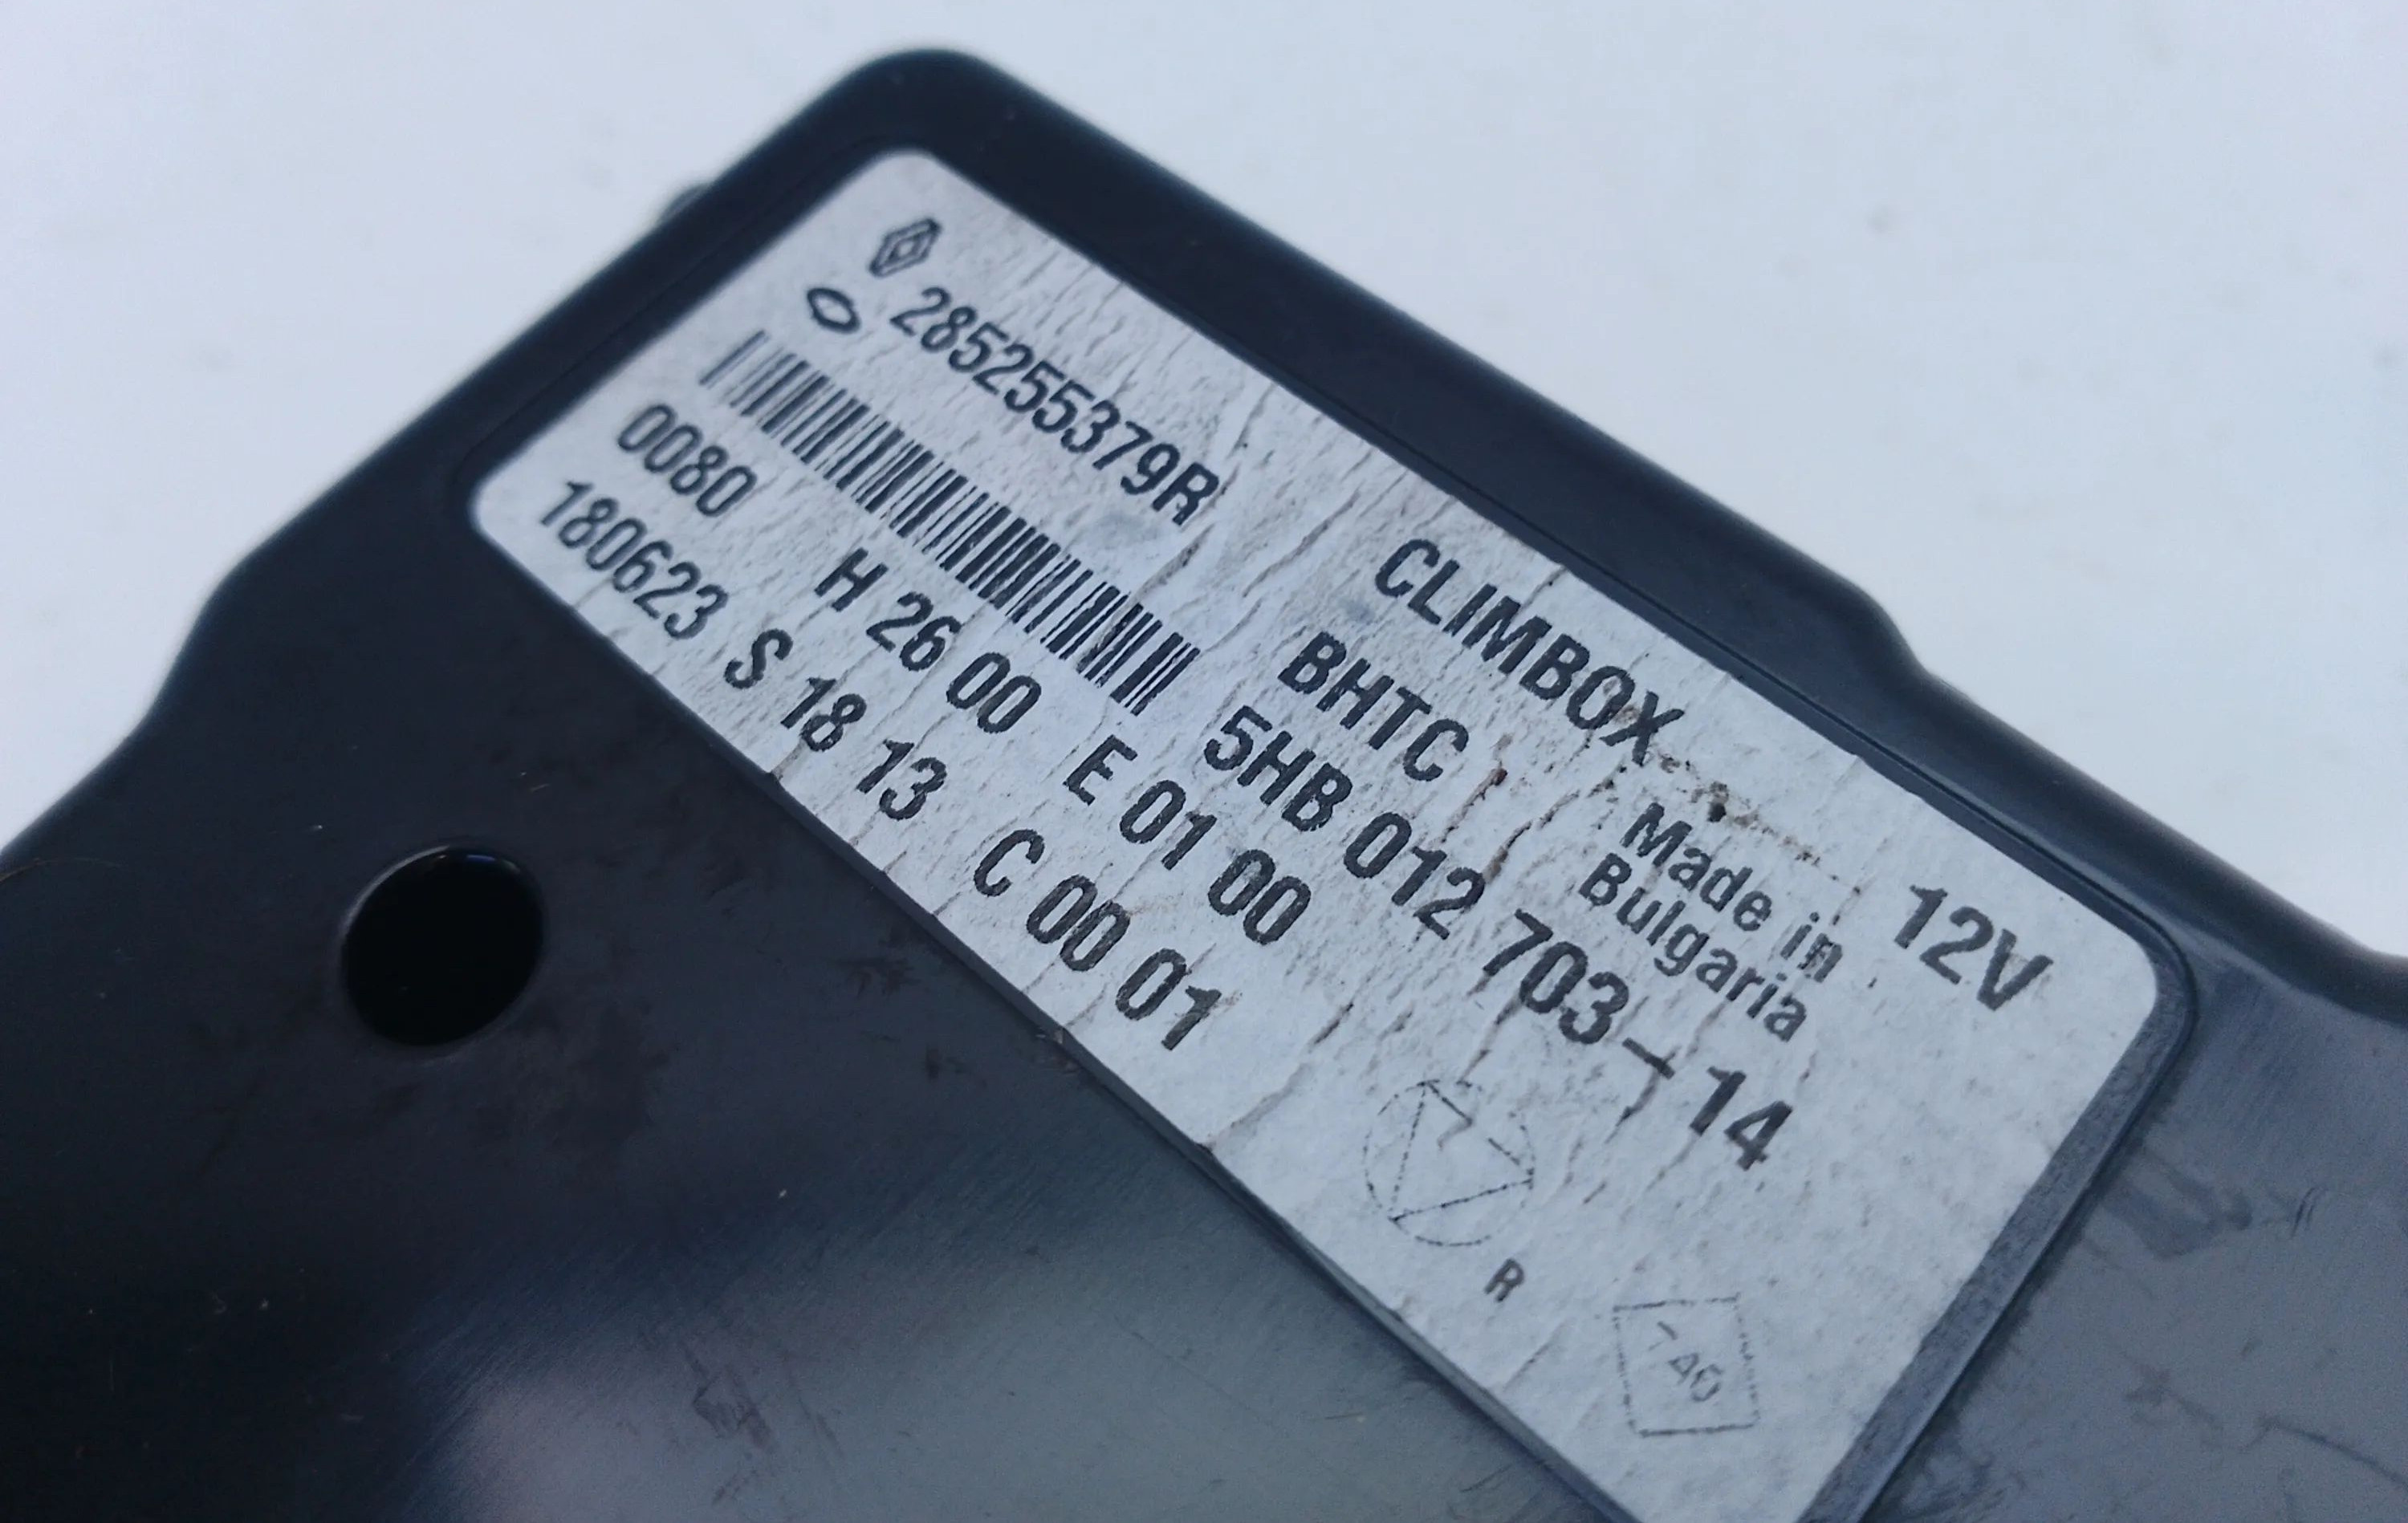 285255379R CLIMBOX 12V
BHTC Made in
Bulgaria
5HB 012 703-14
0080 H 26 00 E 01 00
180623 S 18 13 C 00 01
R